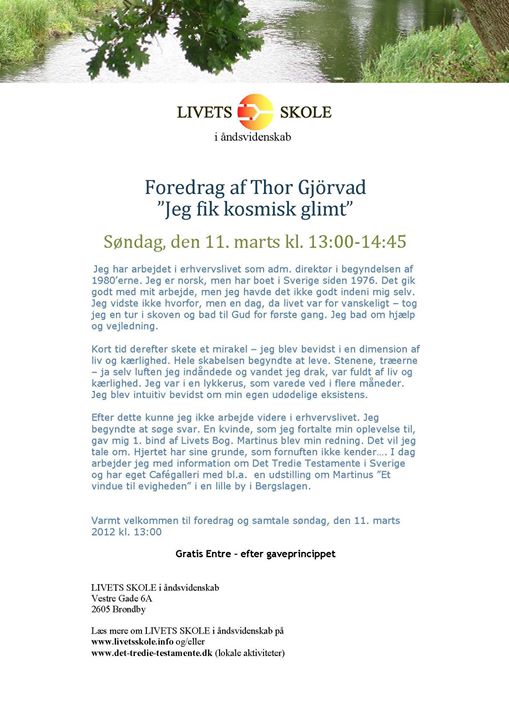 LIVETS SKOLE
i åndsvidenskab
Foredrag af Thor Gjörvad
”Jeg fik kosmisk glimt”
Søndag, den 11. marts kl. 13:00-14:45
Jeg har arbejdet i erhvervslivet som adm. direktør i begyndelsen af
1980’erne. Jeg er norsk, men har boet i Sverige siden 1976. Det gik
godt med mit arbejde, men jeg havde det ikke godt indeni mig selv.
Jeg vidste ikke hvorfor, men en dag, da livet var for vanskeligt – tog
jeg en tur i skoven og bad til Gud for første gang. Jeg bad om hjælp
og vejledning.
Kort tid derefter skete et mirakel – jeg blev bevidst i en dimension af
liv og kærlighed. Hele skabelsen begyndte at leve. Stenene, træerne
– ja selv luften jeg indåndede og vandet jeg drak, var fuldt af liv og
kærlighed. Jeg var i en lykkerus, som varede ved i flere måneder.
Jeg blev intuitiv bevidst om min egen udødelige eksistens.
Efter dette kunne jeg ikke arbejde videre i erhvervslivet. Jeg
begyndte at søge svar. En kvinde, som jeg fortalte min oplevelse til,
gav mig 1. bind af Livets Bog. Martinus blev min redning. Det vil jeg
tale om. Hjertet har sine grunde, som fornuften ikke kender…. I dag
arbejder jeg med information om Det Tredie Testamente i Sverige
og har eget Cafégalleri med bl.a. en udstilling om Martinus ”Et
vindue til evigheden” i en lille by i Bergslagen.
Varmt velkommen til foredrag og samtale søndag, den 11. marts
2012 kl. 13:00
Gratis Entre – efter gaveprincippet
LIVETS SKOLE i åndsvidenskab
Vestre Gade 6A
2605 Brøndby
Læs mere om LIVETS SKOLE i åndsvidenskab på
www.livetsskole.info og/eller
www.det-tredie-testamente.dk (lokale aktiviteter)